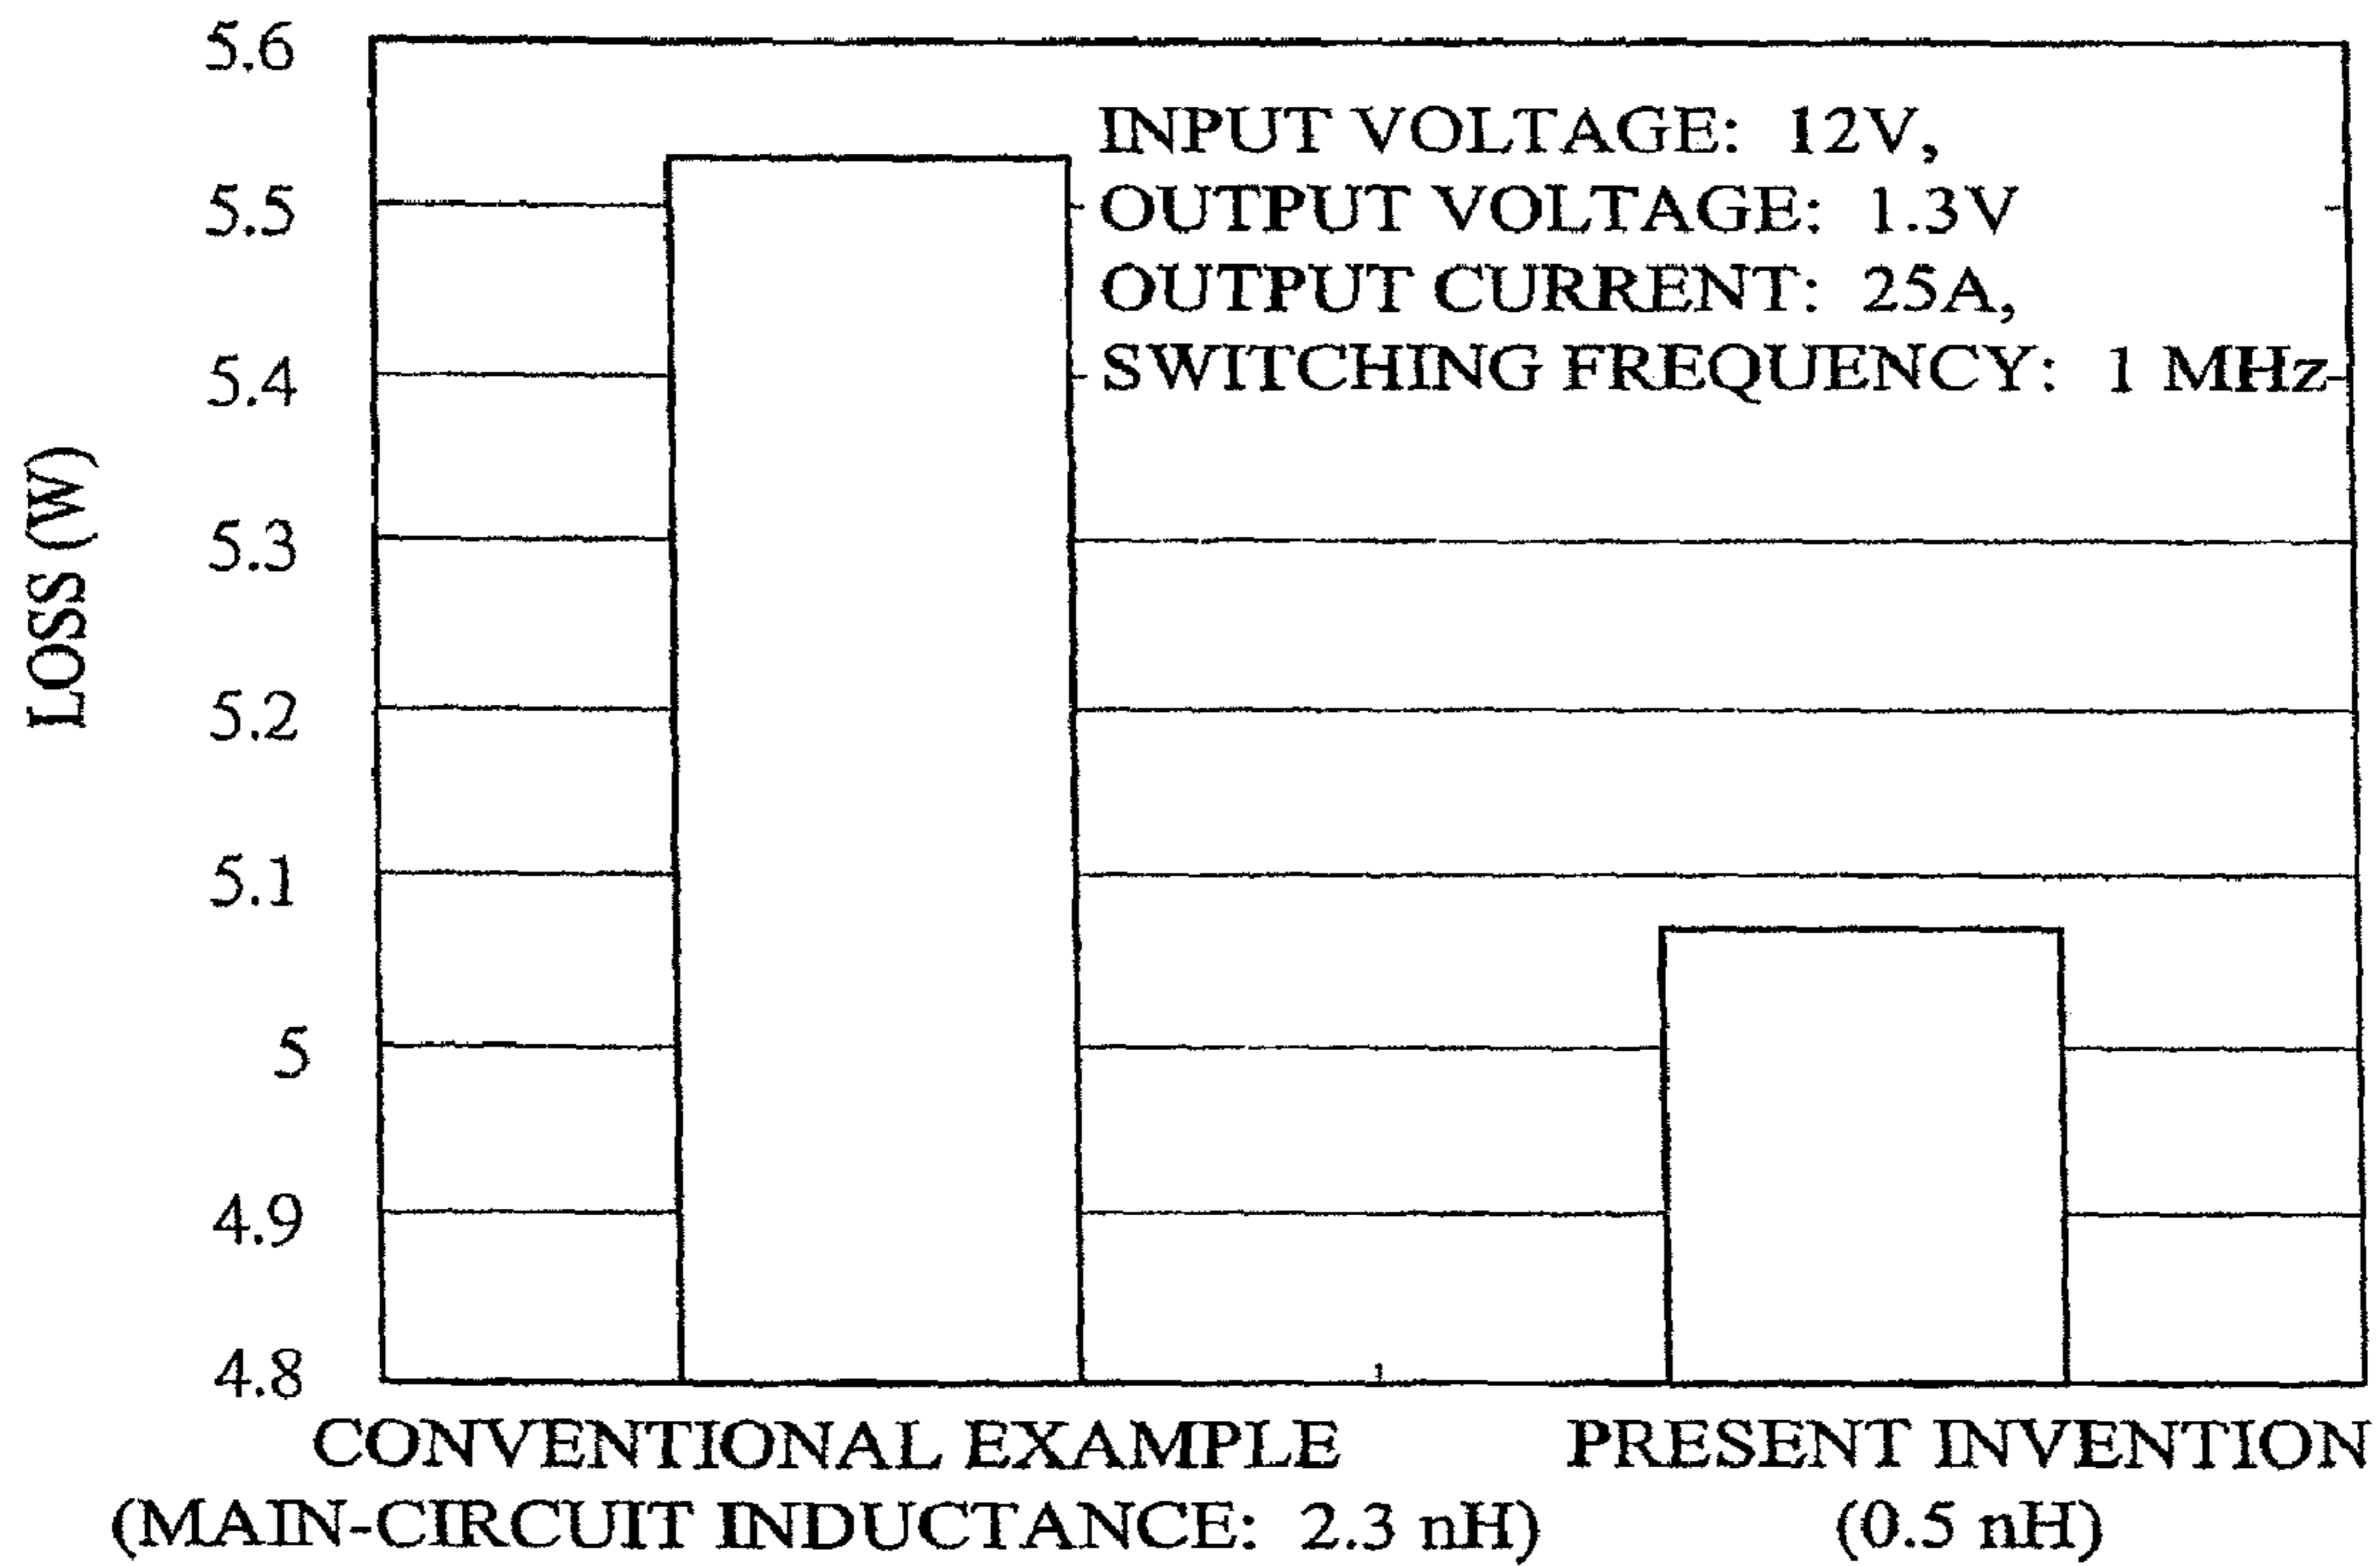 5.6
INPUT VOLTAGE: 12V,
OUTPUT VOLTAGE: 1.3V
OUTPUT CURRENT: 25A,
SWITCHING FREQUENCY: 1 MHz
5.5
5.4
5.3
5.2
5.1
5
4.9
4.8
LOSS (W)
CONVENTIONAL EXAMPLE
(MAIN-CIRCUIT INDUCTANCE: 2.3 nH)
PRESENT INVENTION
(0.5 nH)